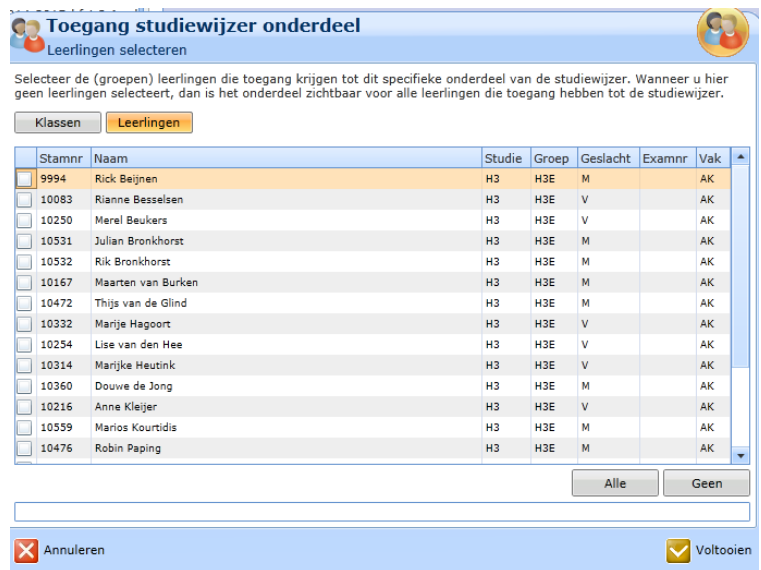 Toegang studiewijzer onderdeel
Leerlingen selecteren
Selecteer de (groepen) leerlingen die toegang krijgen tot dit specifieke onderdeel van de studiewijzer. Wanneer u hier
geen leerlingen selecteert, dan is het onderdeel zichtbaar voor alle leerlingen die toegang hebben tot de studiewijzer.
Klassen Leerlingen
Stamnr Naam Studie Groep Geslacht Examnr Vak
9994 Rick Beijnen H3 H3E M AK
10083 Rianne Besselsen H3 H3E V AK
10250 Merel Beukers H3 H3E V AK
10531 Julian Bronkhorst H3 H3E M AK
10532 Rik Bronkhorst H3 H3E M AK
10167 Maarten van Burken H3 H3E M AK
10472 Thijs van de Glind H3 H3E M AK
10332 Marije Hagoort H3 H3E V AK
10254 Lise van den Hee H3 H3E V AK
10314 Marijke Heutink H3 H3E V AK
10360 Douwe de Jong H3 H3E M AK
10216 Anne Kleijer H3 H3E V AK
10559 Marios Kourtidis H3 H3E M AK
10476 Robin Paping H3 H3E M AK
Alle Geen
Annuleren Voltooien